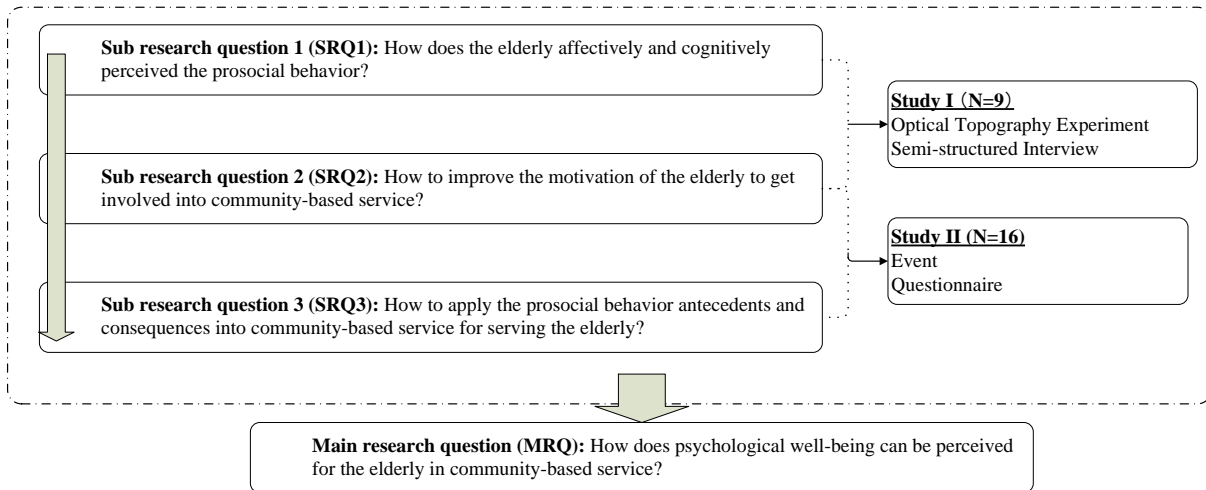 Sub research question 1 (SRQ1): How does the elderly affectively and cognitively
perceived the prosocial behavior?
Study I（N=9）
Optical Topography Experiment
Semi-structured Interview
Sub research question 2 (SRQ2): How to improve the motivation of the elderly to get
involved into community-based service?
Study II (N=16)
Event
Questionnaire
Sub research question 3 (SRQ3): How to apply the prosocial behavior antecedents and
consequences into community-based service for serving the elderly?
Main research question (MRQ): How does psychological well-being can be perceived
for the elderly in community-based service?